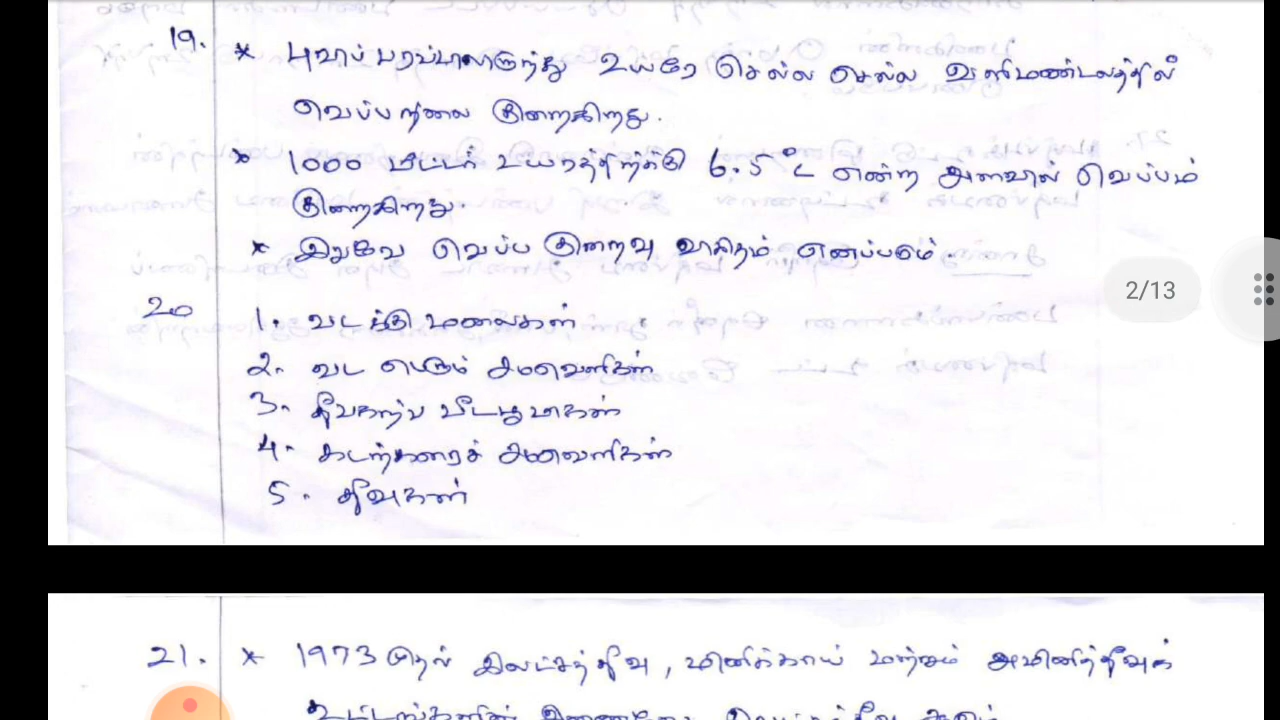 19. * புவிப் பரப்பிலிருந்து உயரே செல்ல செல்ல வளிமண்டலத்தில்
வெப்பநிலை குறைகிறது.
* 1000 மீட்டர் உயரத்திற்க்கு 6.5 °C என்ற அளவில் வெப்பம்
குறைகிறது.
* இதுவே வெப்ப குறைவு வாகிதம் எனப்படும்.
2/13
20 1. வடக்கு மலைகள்
2. வட பெரும் சமவெளிகள்
3. தீபகற்ப பீடபூமிகள்
4. கடற்கரைச் சமவெளிகள்
5. தீவுகள்
21. * 1973 முதல் இலட்சத்தீவு, மினிக்காய் மற்றும் அமினித்தீவுக்